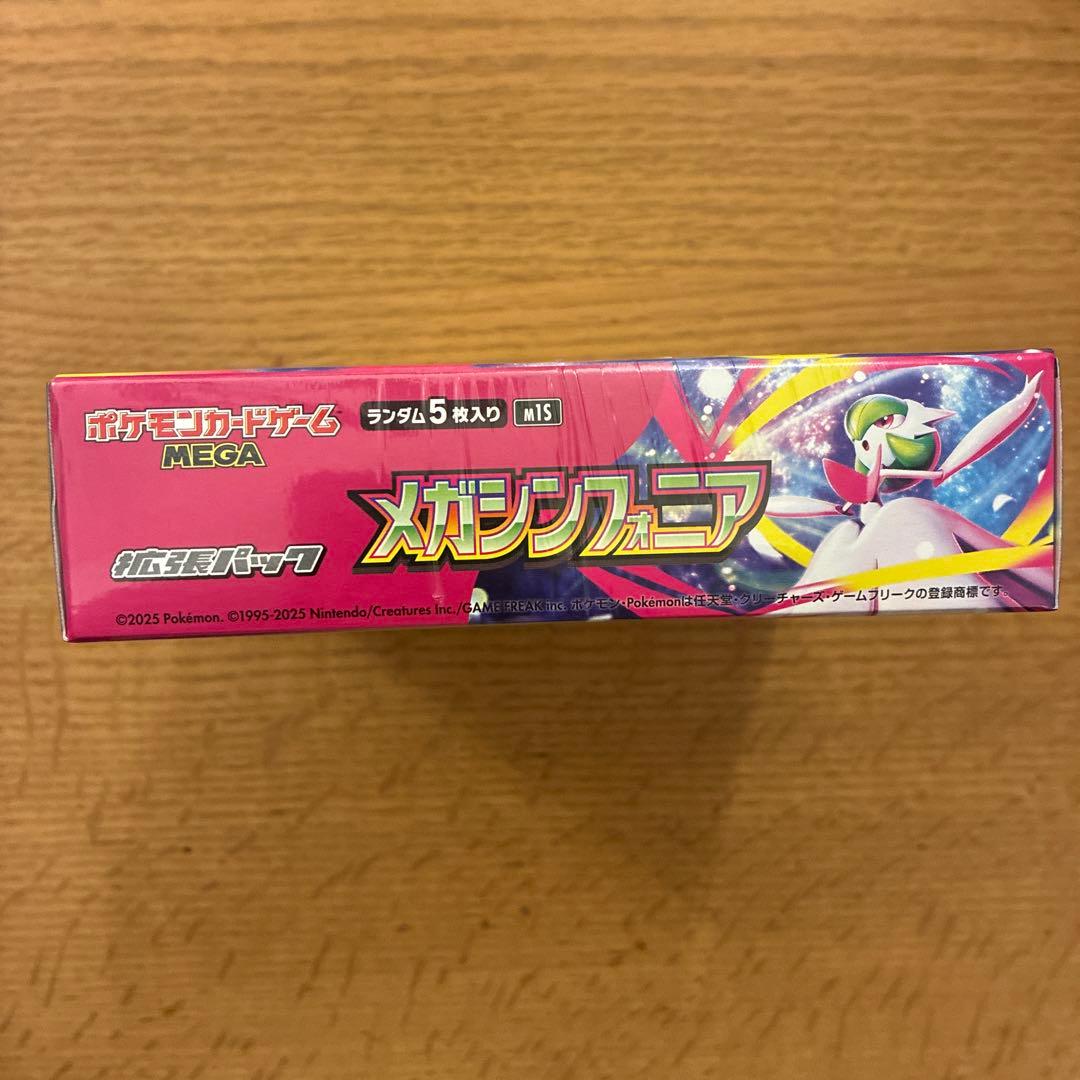 ポケモンカードゲーム
MEGA
ランダム5枚入り
M1S
メガシンフォニア
拡張パック
©2025 Pokémon. ©1995-2025 Nintendo/Creatures Inc./GAME FREAK inc. ポケモン・Pokémonは任天堂・クリーチャーズ・ゲームフリークの登録商標です。